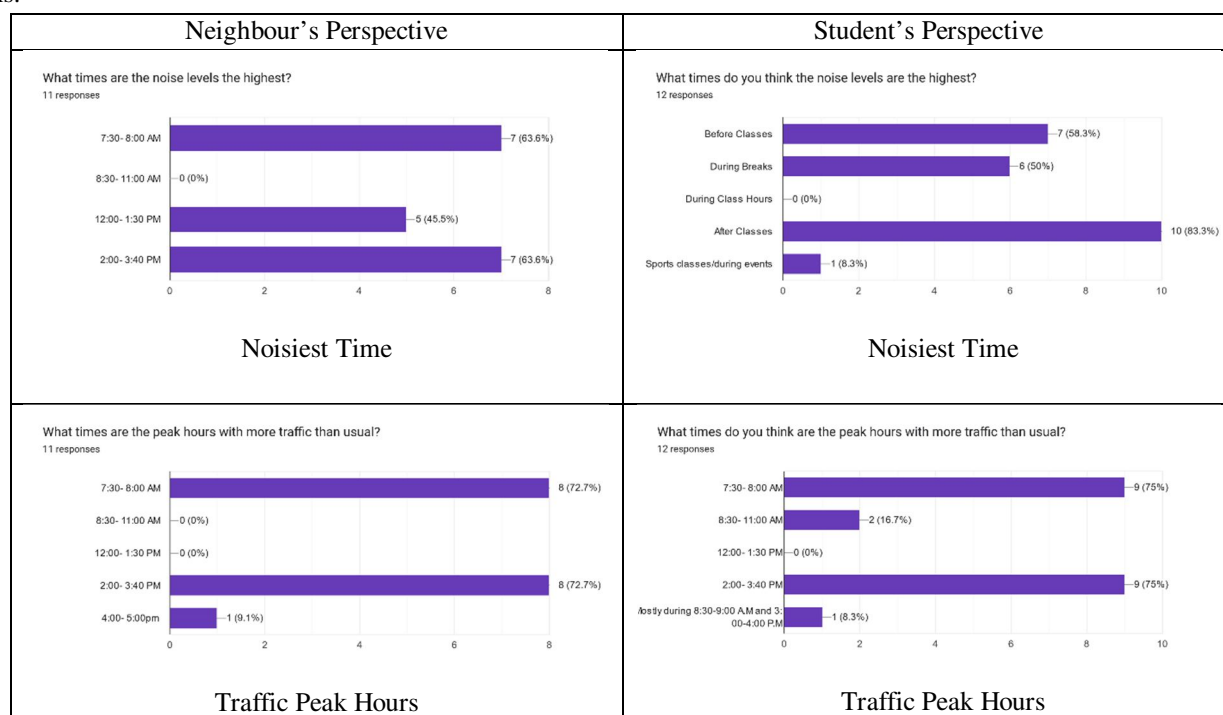 Neighbour's Perspective
Student's Perspective
What times are the noise levels the highest?
11 responses
7:30- 8:00 AM
7 (63.6%)
8:30- 11:00 AM
0 (0%)
12:00- 1:30 PM
5 (45.5%)
2:00- 3:40 PM
7 (63.6%)
0 2 4 6 8
Noisiest Time
What times do you think the noise levels are the highest?
12 responses
Before Classes
7 (58.3%)
During Breaks
6 (50%)
During Class Hours
0 (0%)
After Classes
10 (83.3%)
Sports classes/during events
1 (8.3%)
0 2 4 6 8 10
Noisiest Time
What times are the peak hours with more traffic than usual?
11 responses
7:30- 8:00 AM
8 (72.7%)
8:30- 11:00 AM
0 (0%)
12:00- 1:30 PM
0 (0%)
2:00- 3:40 PM
8 (72.7%)
4:00- 5:00pm
1 (9.1%)
0 2 4 6 8
Traffic Peak Hours
What times do you think are the peak hours with more traffic than usual?
12 responses
7:30- 8:00 AM
9 (75%)
8:30- 11:00 AM
2 (16.7%)
12:00- 1:30 PM
0 (0%)
2:00- 3:40 PM
9 (75%)
ostly during 8:30-9:00 A.M and 3:
00-4:00 P.M
1 (8.3%)
0 2 4 6 8 10
Traffic Peak Hours